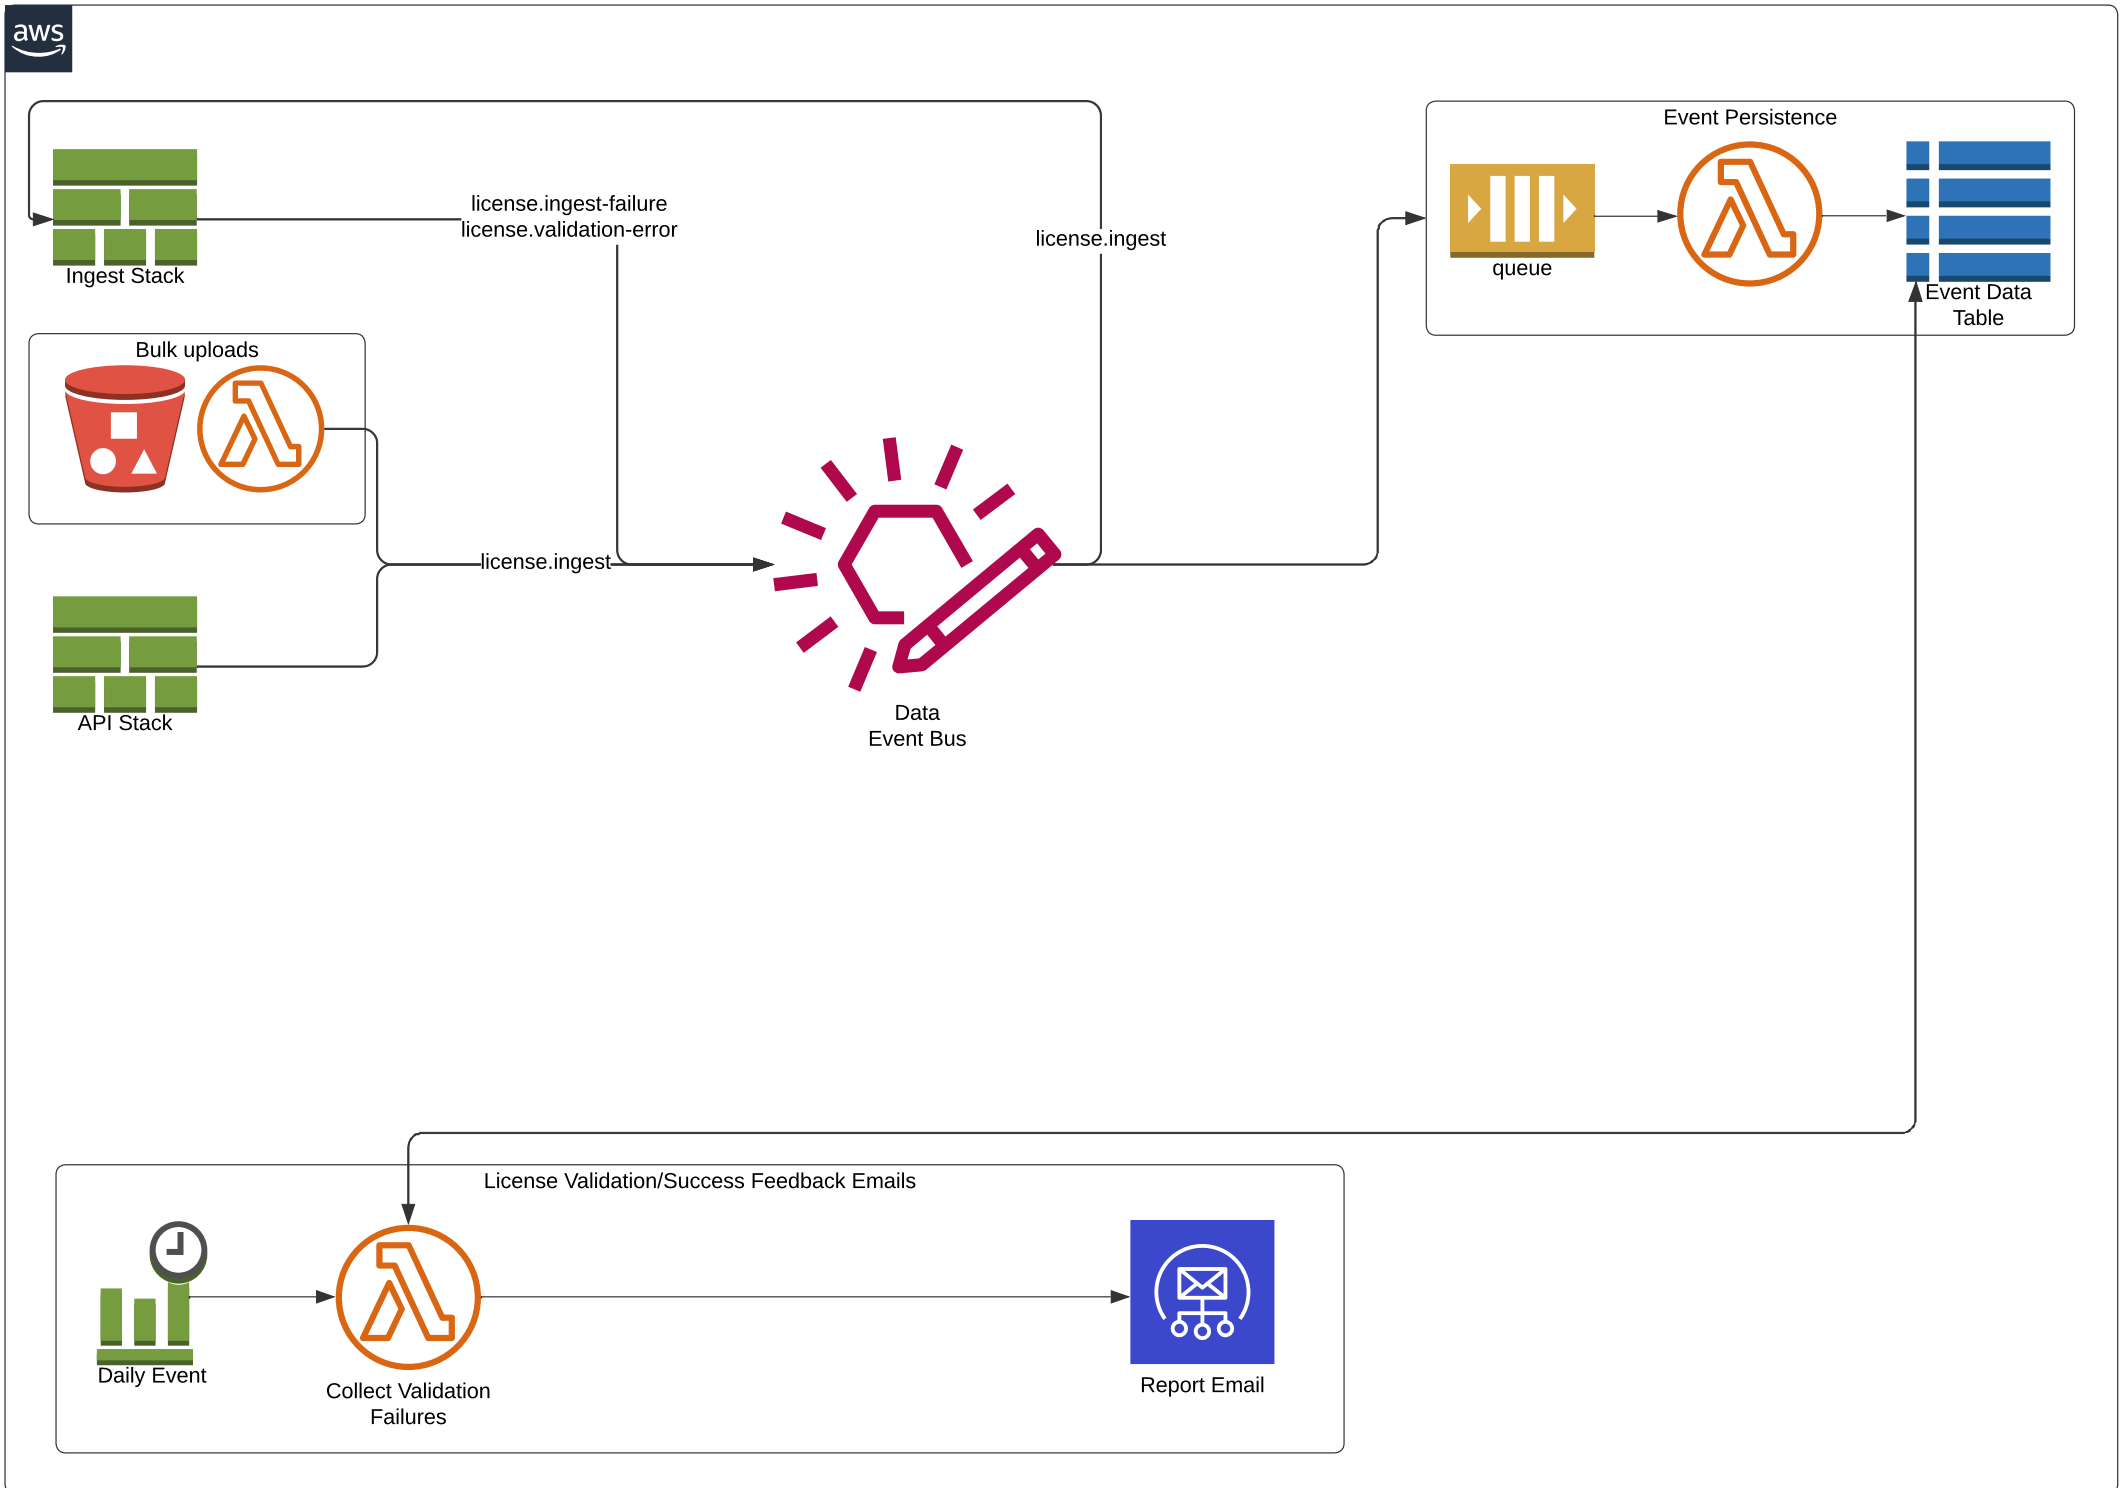 aws
license.ingest-failure
license.validation-error
license.ingest
Ingest Stack
Event Persistence
queue
Event Data
Table
Bulk uploads
license.ingest
API Stack
Data
Event Bus
License Validation/Success Feedback Emails
Daily Event
Collect Validation
Failures
Report Email